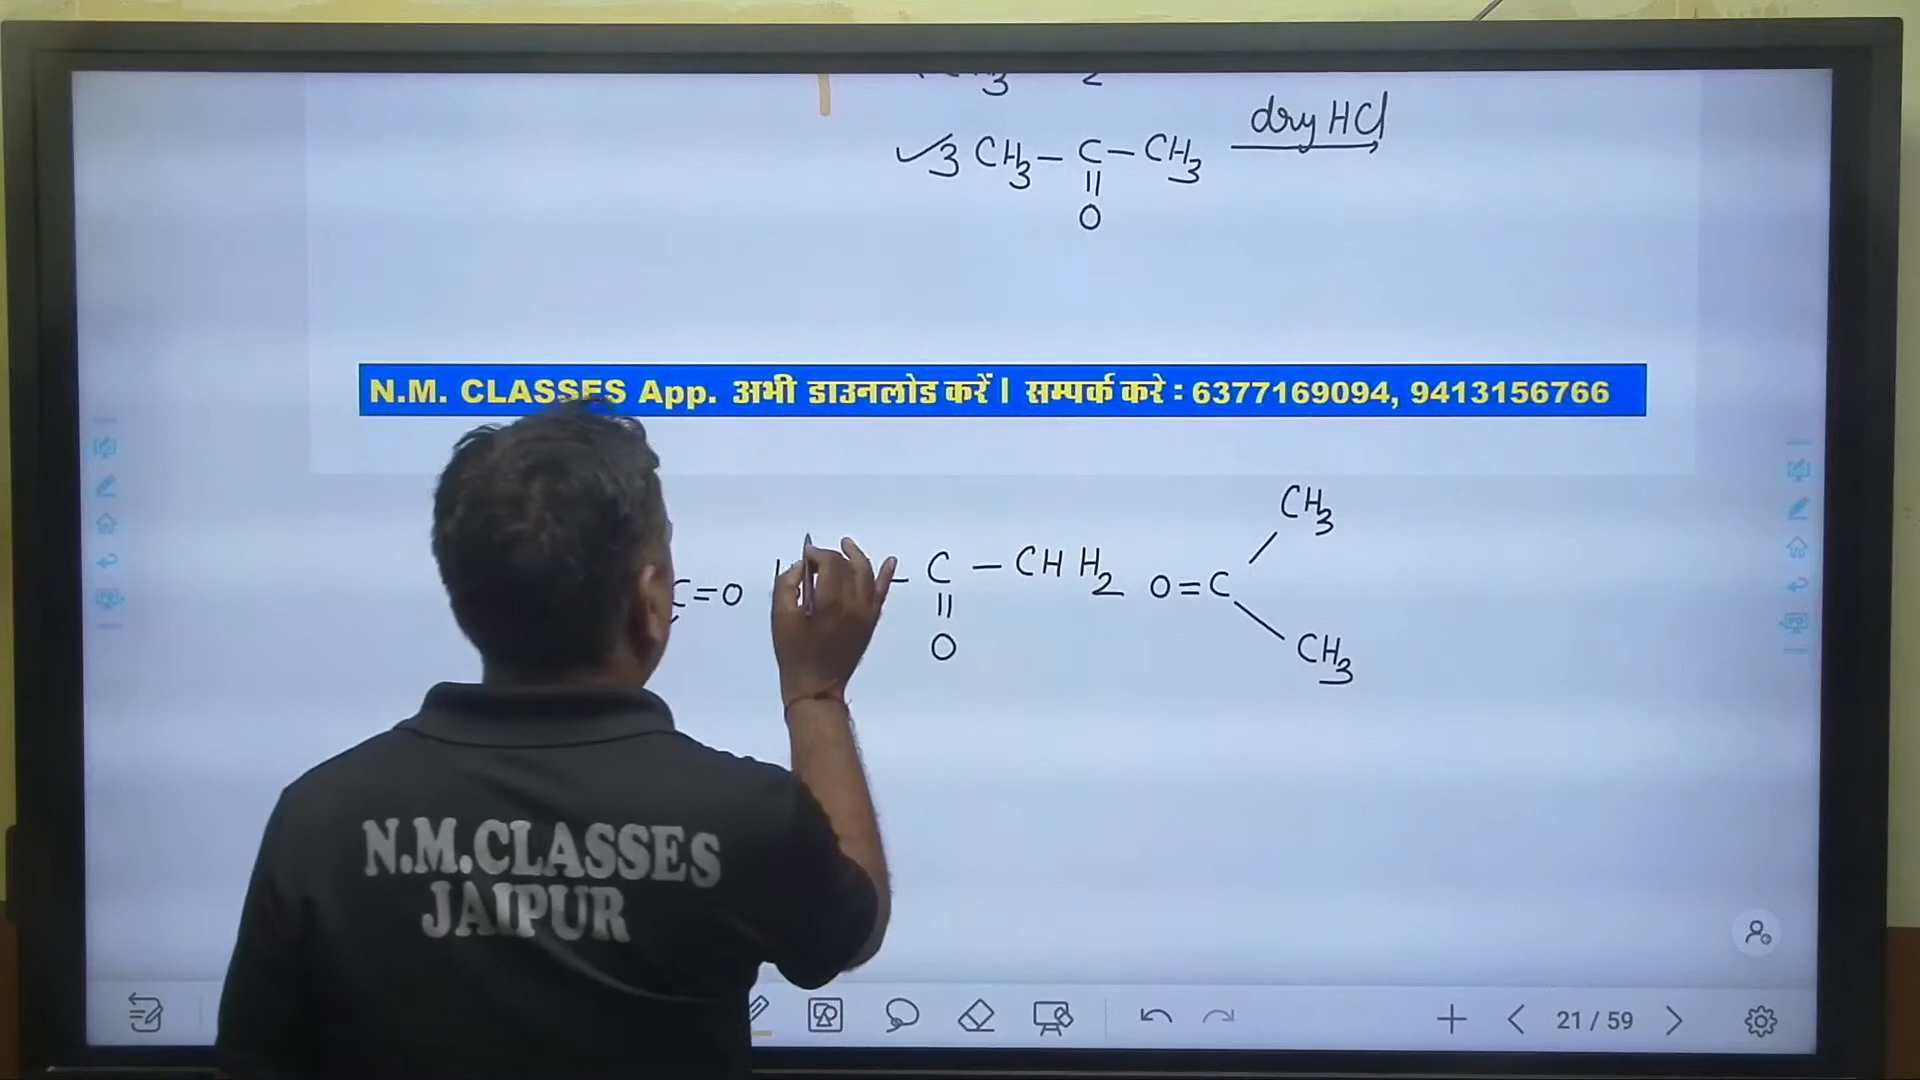 3 CH3 – C – CH3 dry HCl
||
O
N.M. CLASSES App. अभी डाउनलोड करें। सम्पर्क करे : 6377169094, 9413156766
CH3
C=O – C – CH H2 O=C
||
O
CH3
N.M.CLASSES
JAIPUR
21 / 59